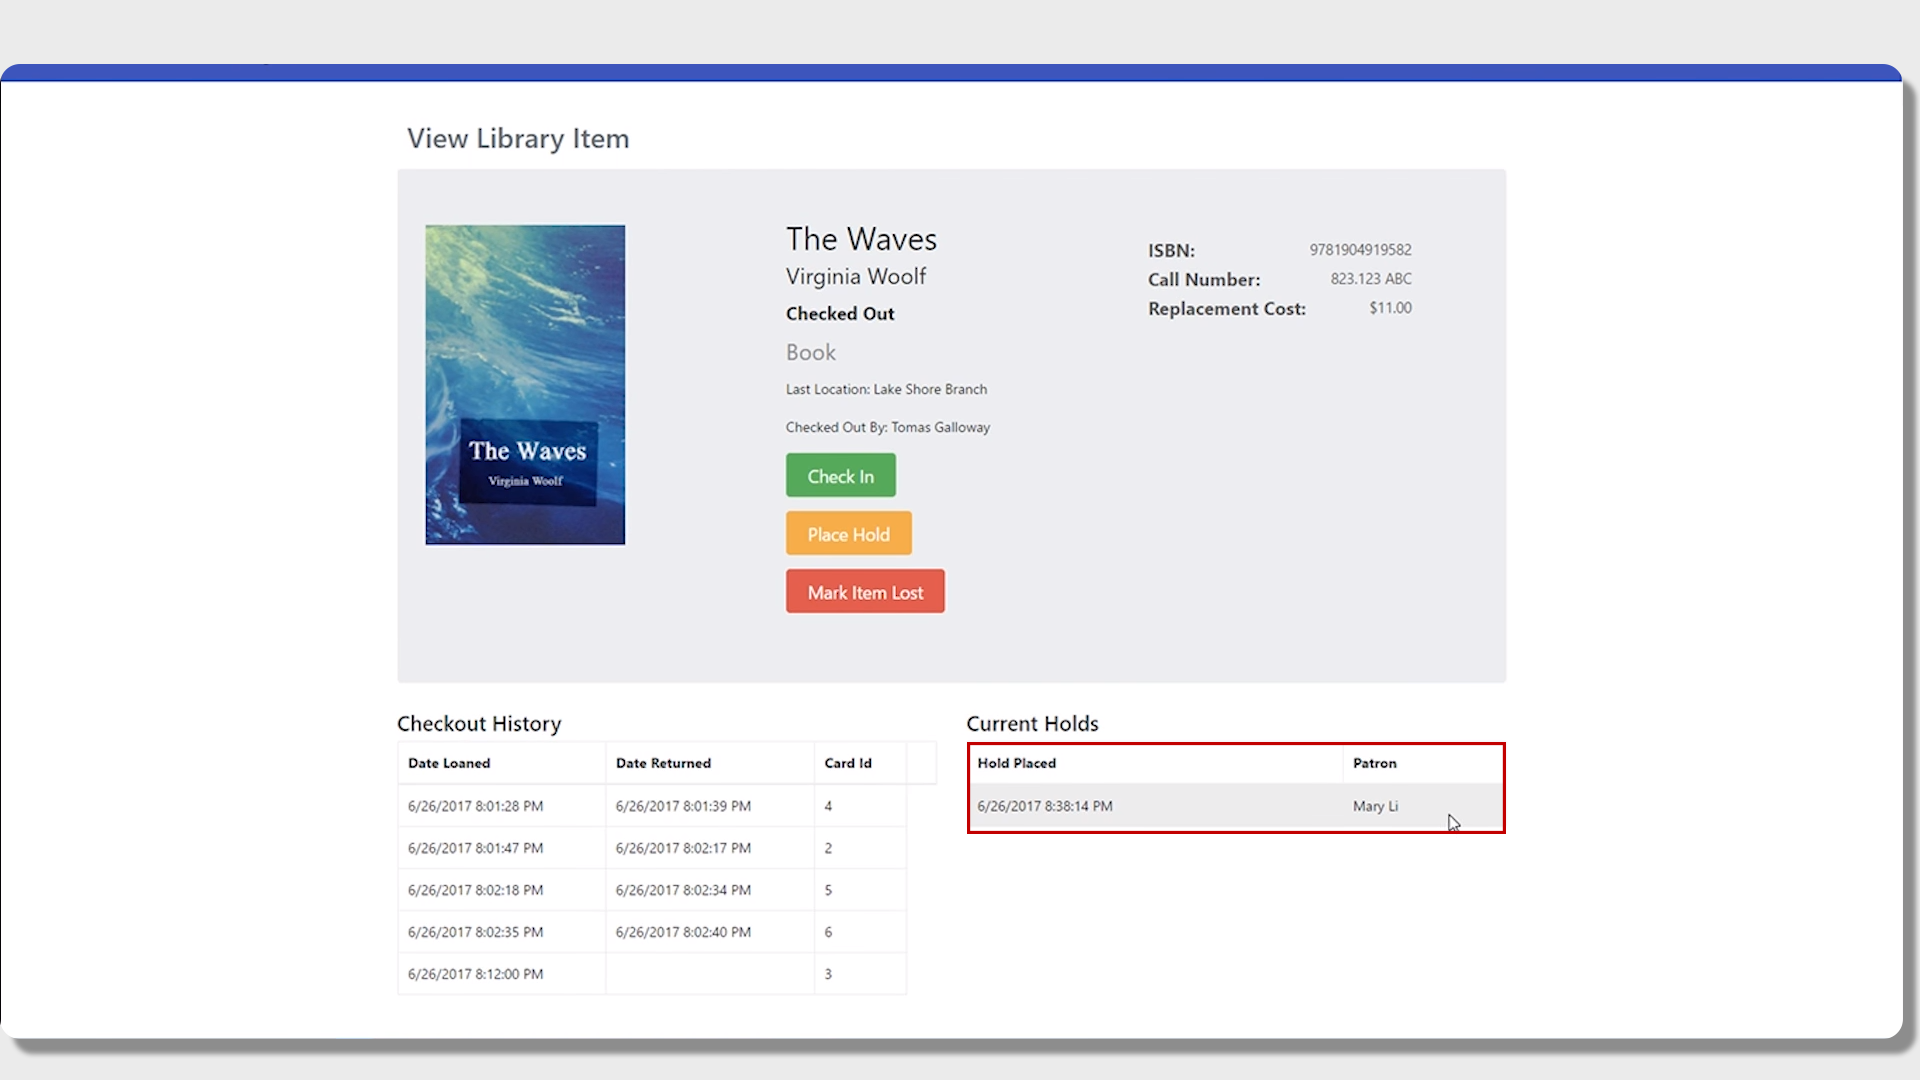 View Library Item
The Waves
Virginia Woolf
The Waves
Virginia Woolf
Checked Out
Book
Last Location: Lake Shore Branch
Checked Out By: Tomas Galloway
Check In
Place Hold
Mark Item Lost
ISBN: 9781904919582
Call Number: 823.123 ABC
Replacement Cost: $11.00
Checkout History
Date Loaned Date Returned Card Id
6/26/2017 8:01:28 PM 6/26/2017 8:01:39 PM 4
6/26/2017 8:01:47 PM 6/26/2017 8:02:17 PM 2
6/26/2017 8:02:18 PM 6/26/2017 8:02:34 PM 5
6/26/2017 8:02:35 PM 6/26/2017 8:02:40 PM 6
6/26/2017 8:12:00 PM 3
Current Holds
Hold Placed Patron
6/26/2017 8:38:14 PM Mary Li